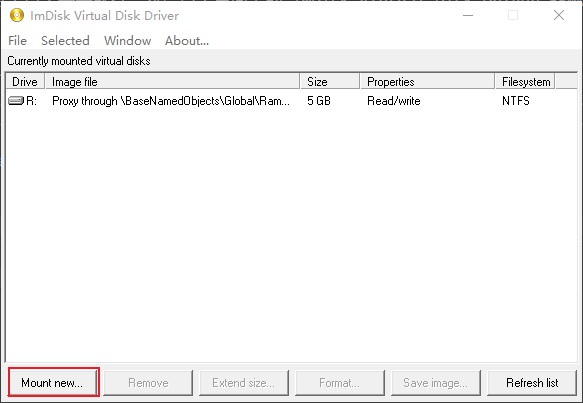 ImDisk Virtual Disk Driver
File Selected Window About...
Currently mounted virtual disks
Drive Image file Size Properties Filesystem
R: Proxy through \BaseNamedObjects\Global\Ram... 5 GB Read/write NTFS
Mount new... Remove Extend size... Format... Save image... Refresh list